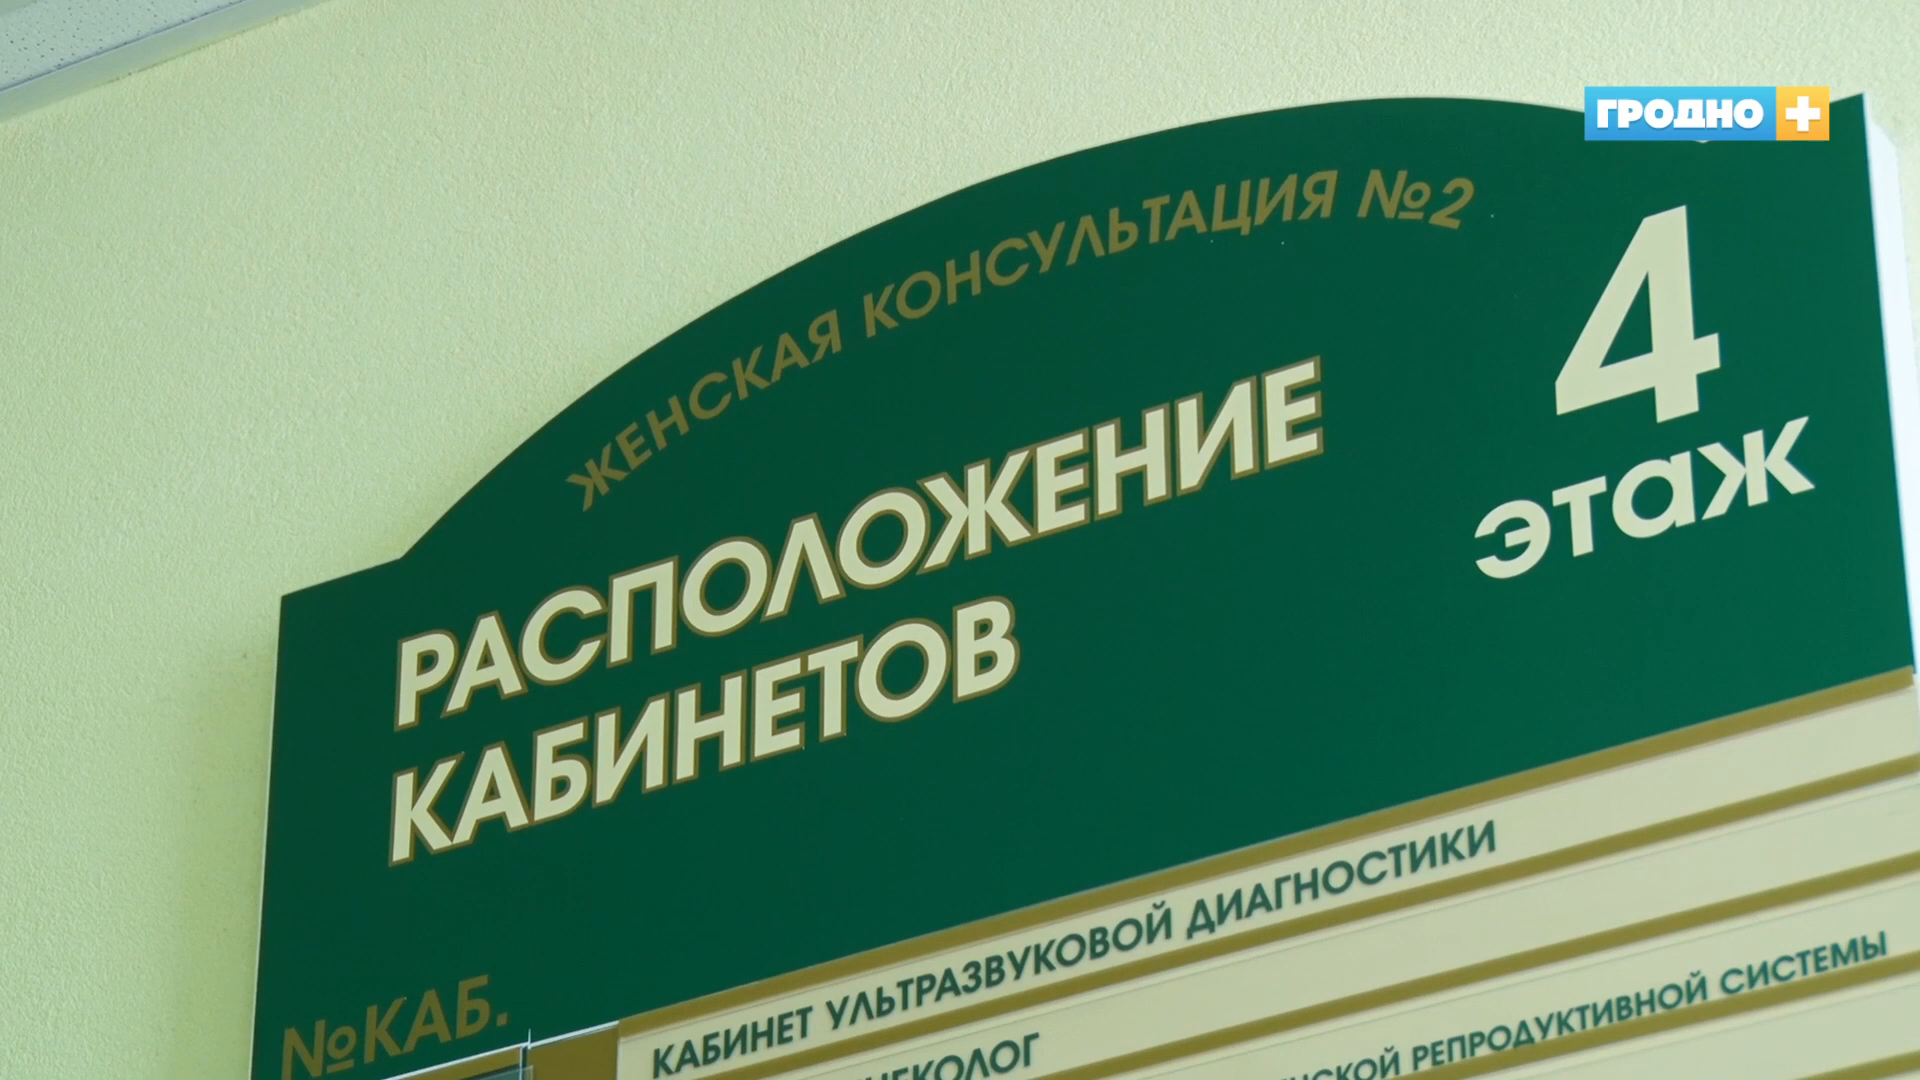 ГРОДНО +
ЖЕНСКАЯ КОНСУЛЬТАЦИЯ №2
4
этаж
РАСПОЛОЖЕНИЕ
КАБИНЕТОВ
№КАБ.
КАБИНЕТ УЛЬТРАЗВУКОВОЙ ДИАГНОСТИКИ
РЕПРОДУКТИВНОЙ СИСТЕМЫ